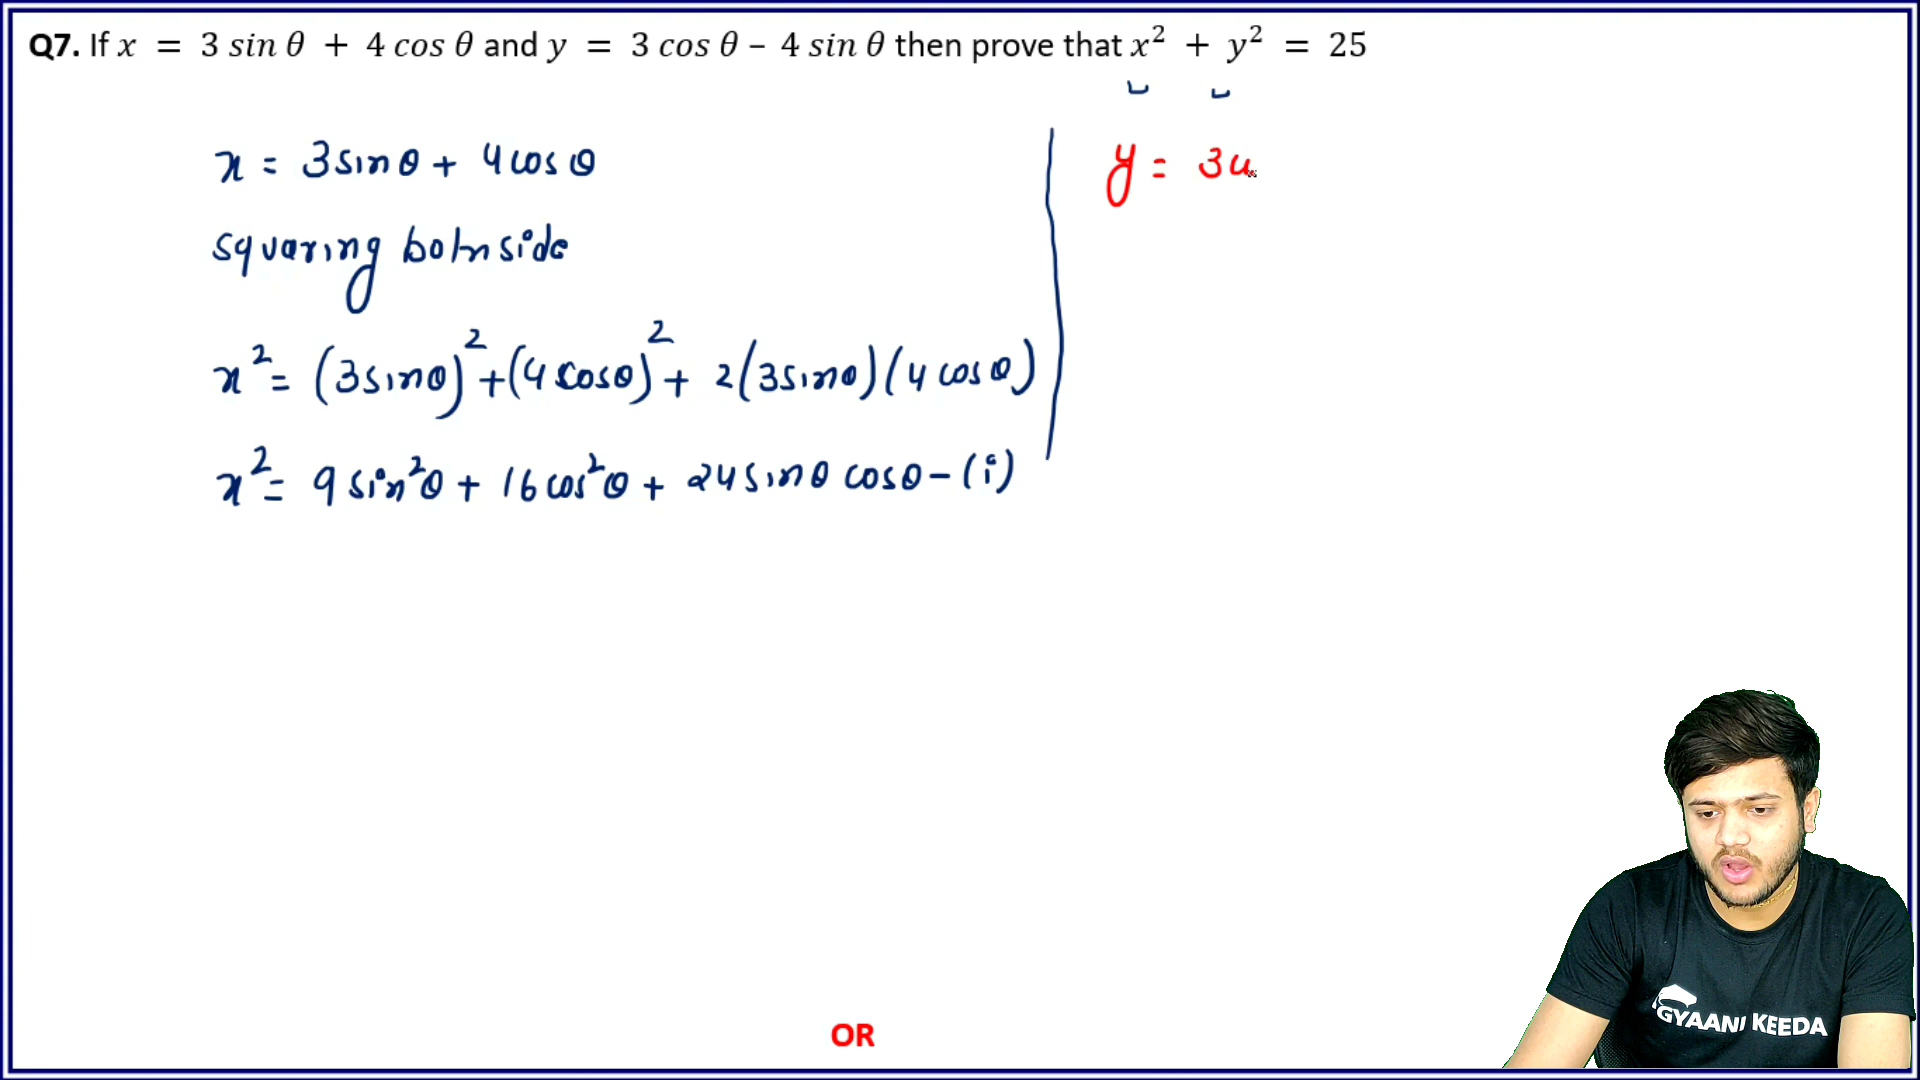 Q7. If x = 3 sin θ + 4 cos θ and y = 3 cos θ – 4 sin θ then prove that x² + y² = 25
x = 3sinθ + 4cosθ
squaring both side
x² = (3sinθ)² + (4cosθ)² + 2(3sinθ)(4cosθ)
x² = 9sin²θ + 16cos²θ + 24sinθ cosθ – (i)
y = 3
OR
GYAANI KEEDA